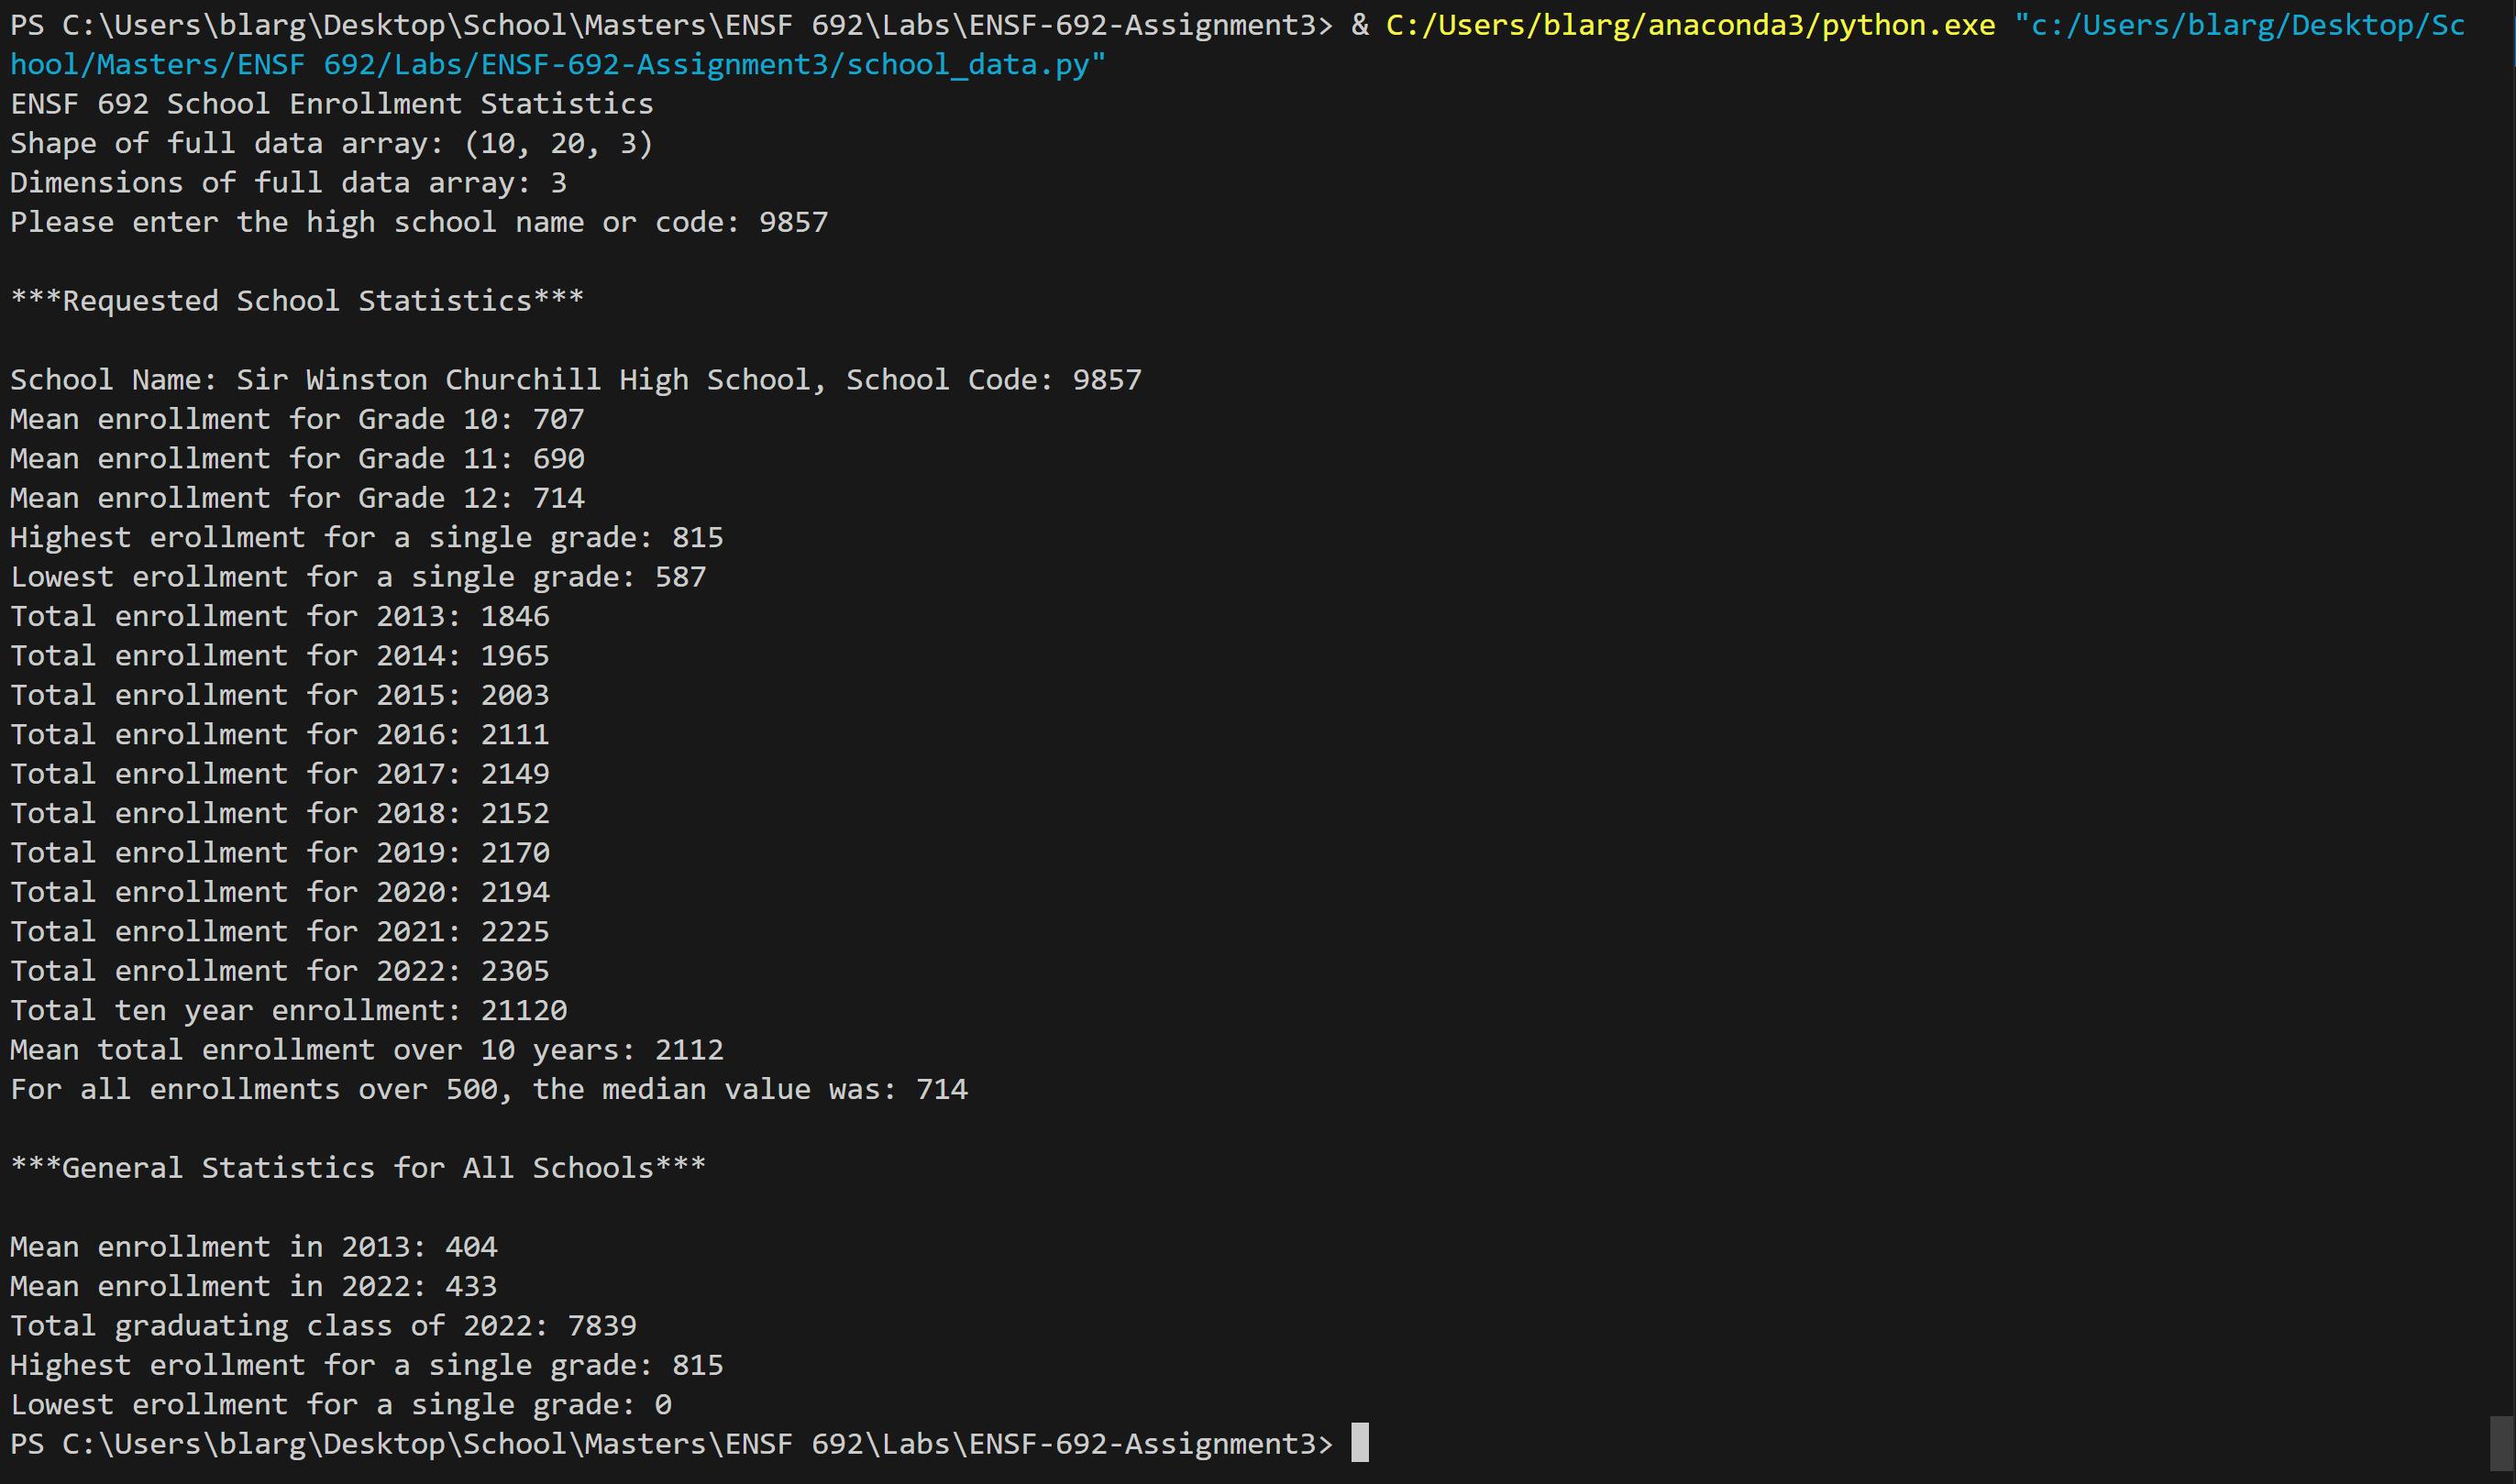 PS C:\Users\blarg\Desktop\School\Masters\ENSF 692\Labs\ENSF-692-Assignment3> & C:/Users/blarg/anaconda3/python.exe "c:/Users/blarg/Desktop/Sc
hool/Masters/ENSF 692/Labs/ENSF-692-Assignment3/school_data.py"
ENSF 692 School Enrollment Statistics
Shape of full data array: (10, 20, 3)
Dimensions of full data array: 3
Please enter the high school name or code: 9857
***Requested School Statistics***
School Name: Sir Winston Churchill High School, School Code: 9857
Mean enrollment for Grade 10: 707
Mean enrollment for Grade 11: 690
Mean enrollment for Grade 12: 714
Highest erollment for a single grade: 815
Lowest erollment for a single grade: 587
Total enrollment for 2013: 1846
Total enrollment for 2014: 1965
Total enrollment for 2015: 2003
Total enrollment for 2016: 2111
Total enrollment for 2017: 2149
Total enrollment for 2018: 2152
Total enrollment for 2019: 2170
Total enrollment for 2020: 2194
Total enrollment for 2021: 2225
Total enrollment for 2022: 2305
Total ten year enrollment: 21120
Mean total enrollment over 10 years: 2112
For all enrollments over 500, the median value was: 714
***General Statistics for All Schools***
Mean enrollment in 2013: 404
Mean enrollment in 2022: 433
Total graduating class of 2022: 7839
Highest erollment for a single grade: 815
Lowest erollment for a single grade: 0
PS C:\Users\blarg\Desktop\School\Masters\ENSF 692\Labs\ENSF-692-Assignment3>